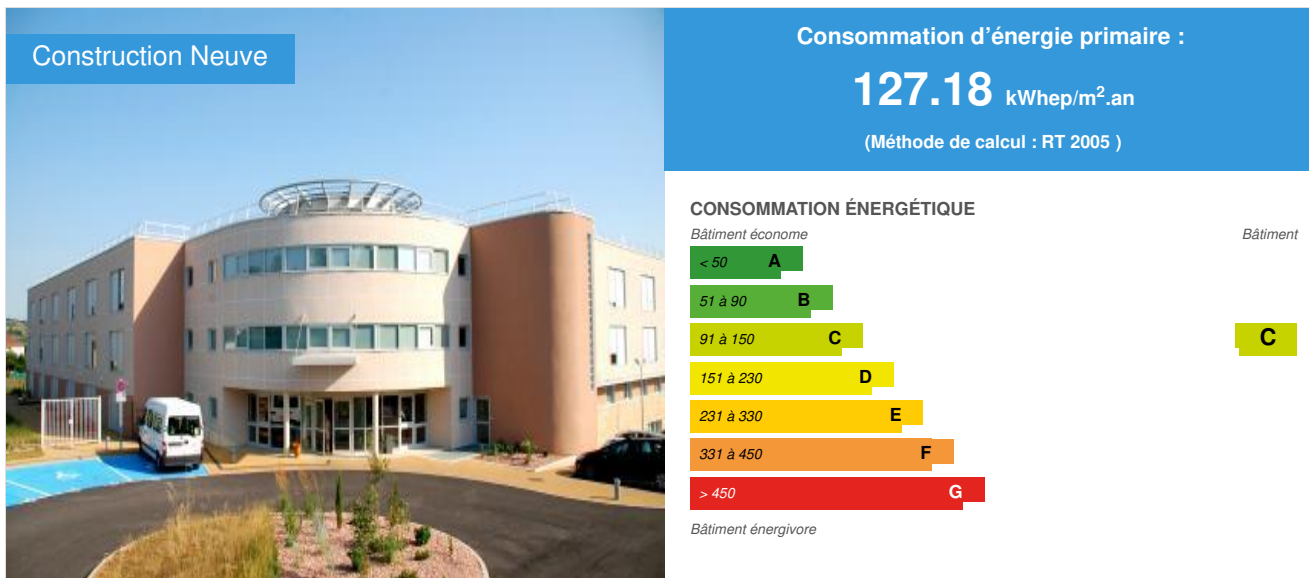 Construction Neuve
Consommation d'énergie primaire :
127.18 kWhep/m².an
(Méthode de calcul : RT 2005 )
CONSOMMATION ÉNERGÉTIQUE
Bâtiment économe
Bâtiment
< 50 A
51 à 90 B
91 à 150 C
C
151 à 230 D
231 à 330 E
331 à 450 F
> 450 G
Bâtiment énergivore